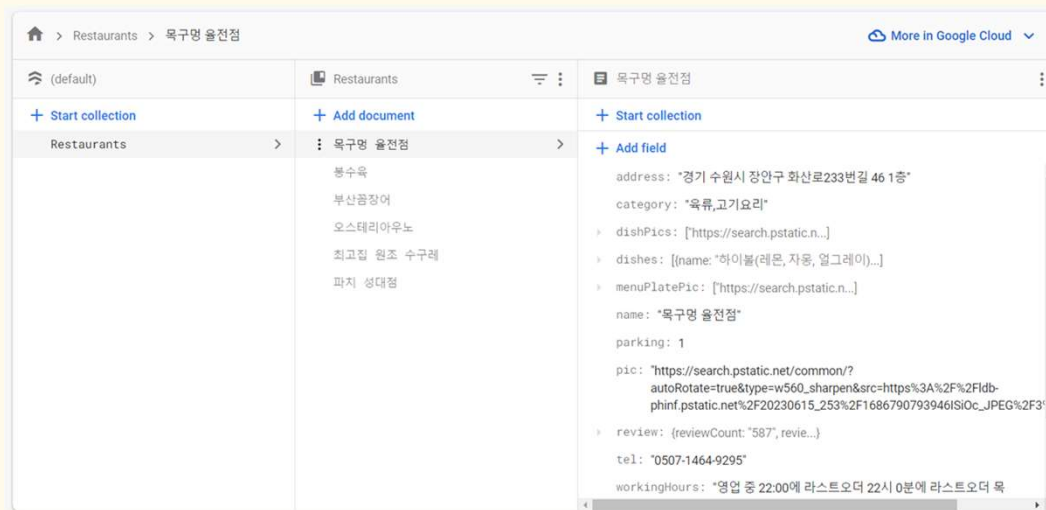 Restaurants > 목구멍 율전점
More in Google Cloud
(default)
Start collection
Restaurants
Restaurants
Add document
목구멍 율전점
봉수육
부산꼼장어
오스테리아우노
최고집 원조 수구레
파치 성대점
목구멍 율전점
Start collection
Add field
address: "경기 수원시 장안구 화산로233번길 46 1층"
category: "육류,고기요리"
dishPics: ["https://search.pstatic.n...]
dishes: [{name: "하이볼(레몬, 자몽, 얼그레이)...]
menuPlatePic: ["https://search.pstatic.n...]
name: "목구멍 율전점"
parking: 1
pic: "https://search.pstatic.net/common/?
autoRotate=true&type=w560_sharpen&src=https%3A%2F%2Fldb-
phinf.pstatic.net%2F20230615_253%2F1686790793946ISiOc_JPEG%2F3
review: {reviewCount: "587", revie...}
tel: "0507-1464-9295"
workingHours: "영업 중 22:00에 라스트오더 22시 0분에 라스트오더 목